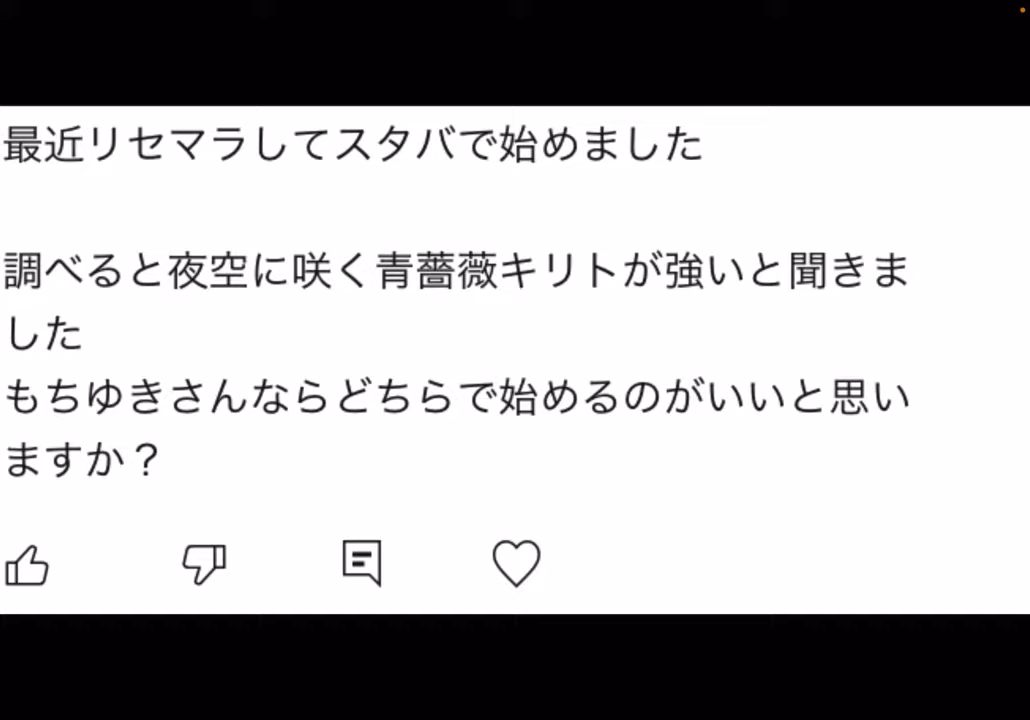 最近リセマラしてスタバで始めました
調べると夜空に咲く青薔薇キリトが強いと聞きま
した
もちゆきさんならどちらで始めるのがいいと思い
ますか？